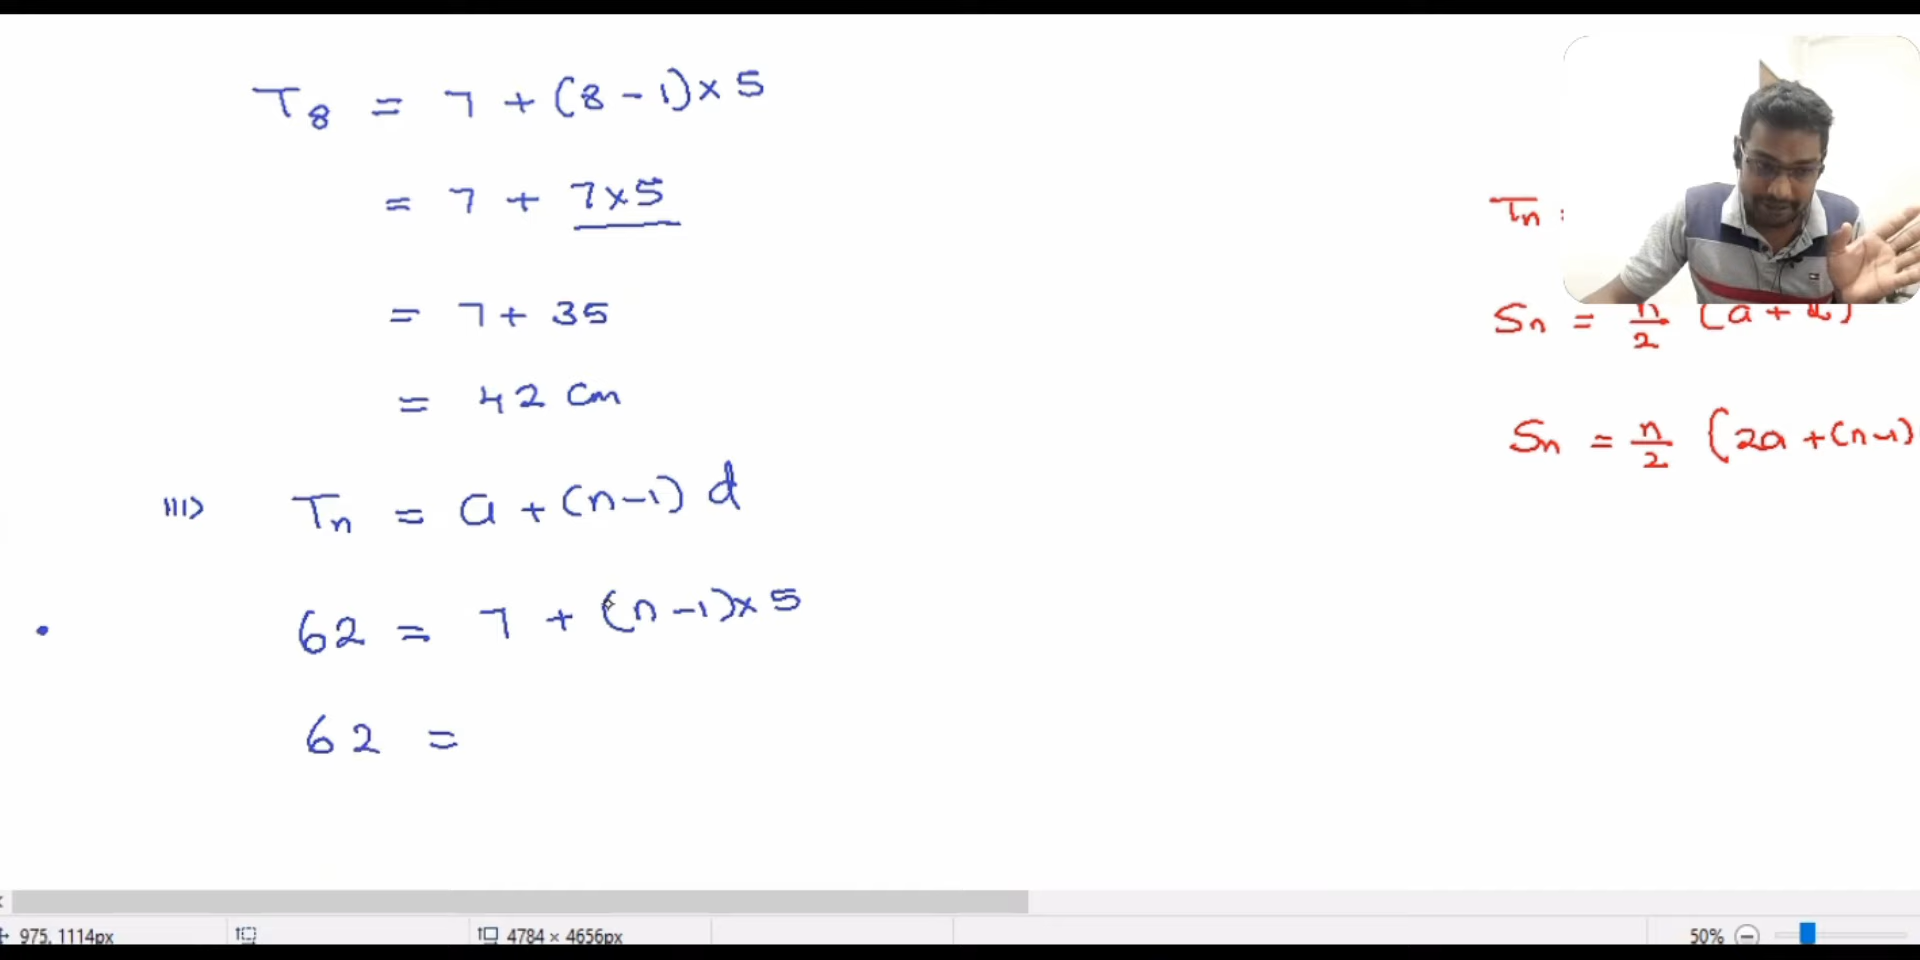 T₈ = 7 + (8 - 1) × 5
= 7 + 7×5
= 7 + 35
= 42 cm
iii) Tₙ = a + (n-1) d
62 = 7 + (n-1)× 5
62 =
Tₙ =
Sₙ = n/2 (a + )
Sₙ = n/2 (2a + (n-1)
975, 1114px
4784 × 4656px
50%